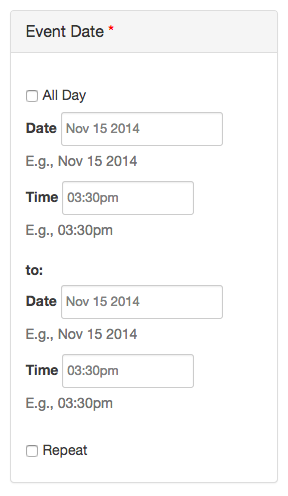 Event Date *
All Day
Date Nov 15 2014
E.g., Nov 15 2014
Time 03:30pm
E.g., 03:30pm
to:
Date Nov 15 2014
E.g., Nov 15 2014
Time 03:30pm
E.g., 03:30pm
Repeat